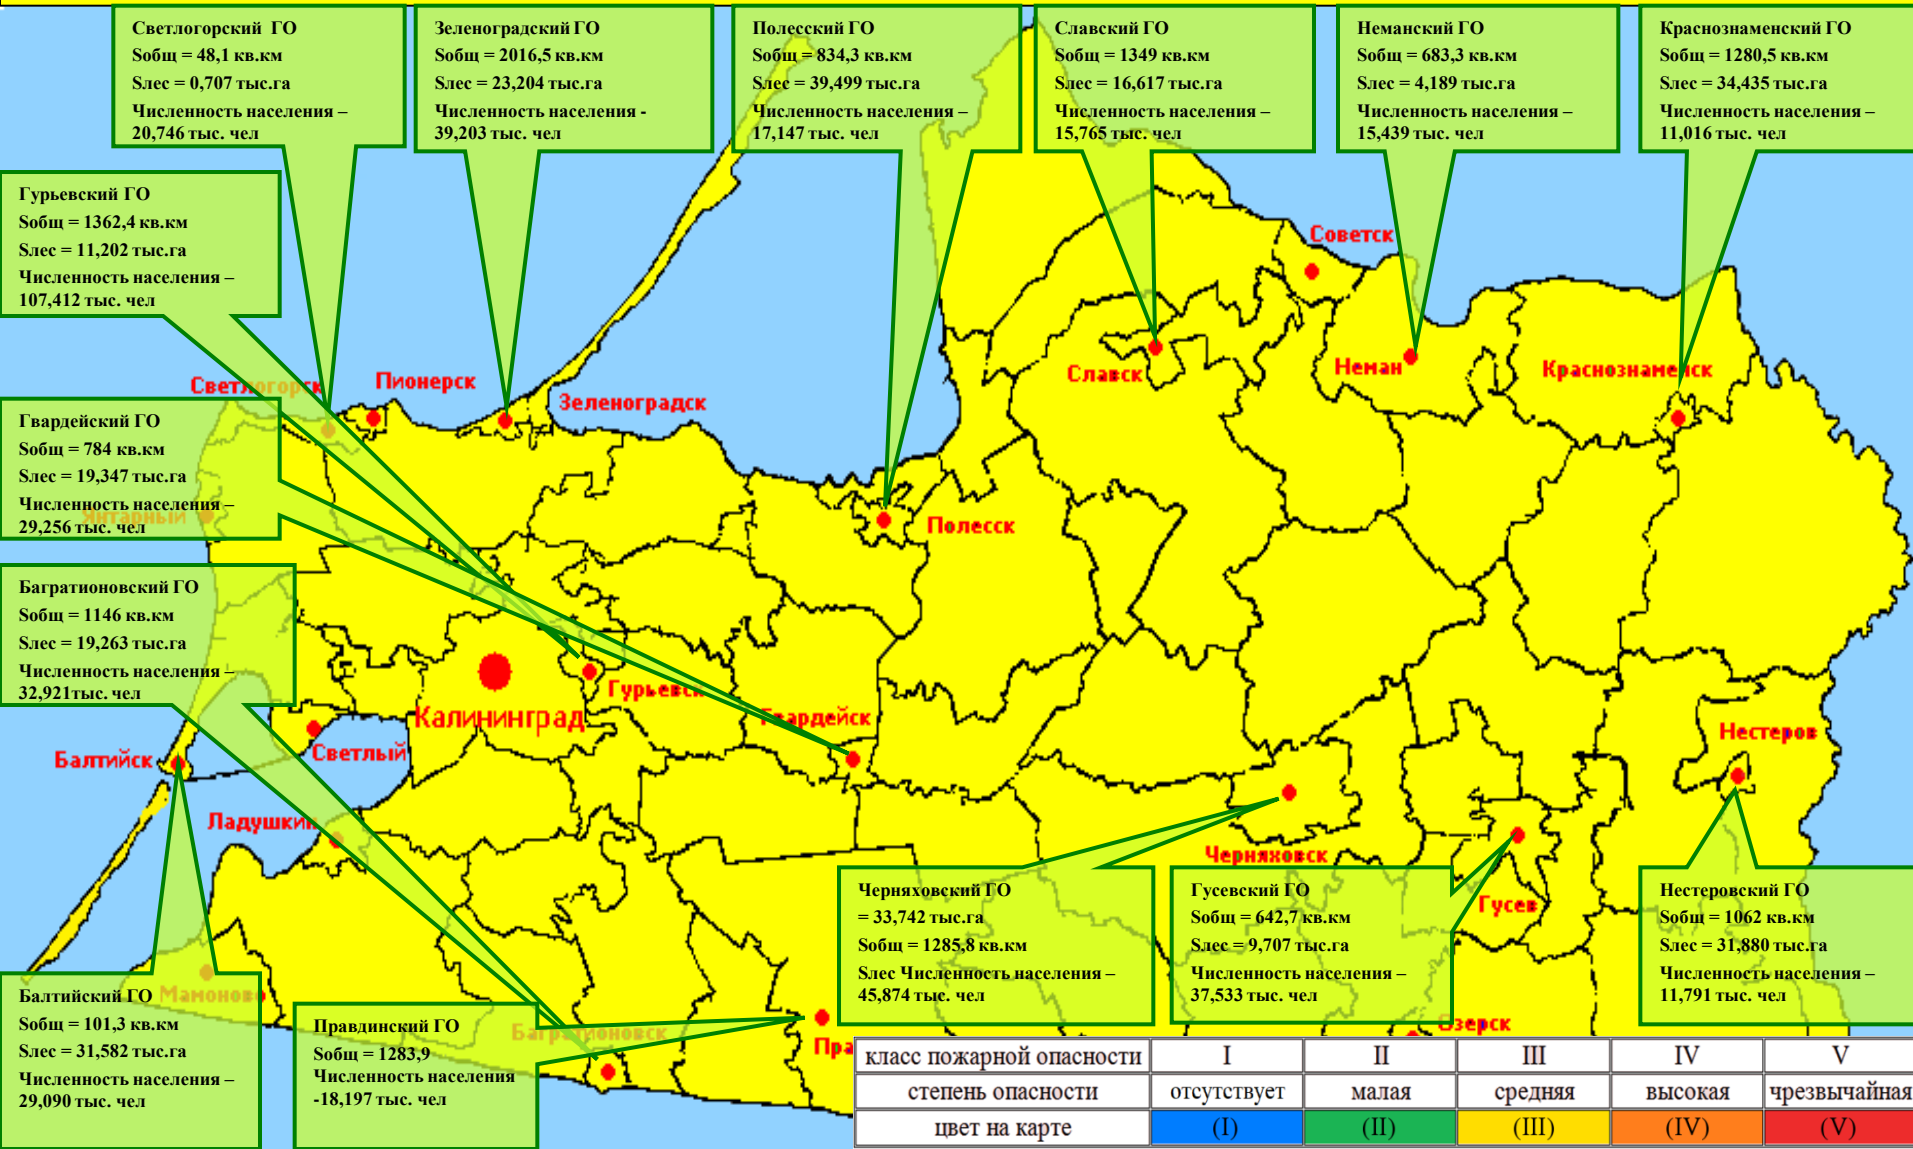 Светлогорский ГО
Sобщ = 48,1 кв.км
Sлес = 0,707 тыс.га
Численность населения –
20,746 тыс. чел
Зеленоградский ГО
Sобщ = 2016,5 кв.км
Sлес = 23,204 тыс.га
Численность населения -
39,203 тыс. чел
Полесский ГО
Sобщ = 834,3 кв.км
Sлес = 39,499 тыс.га
Численность населения –
17,147 тыс. чел
Славский ГО
Sобщ = 1349 кв.км
Sлес = 16,617 тыс.га
Численность населения –
15,765 тыс. чел
Неманский ГО
Sобщ = 683,3 кв.км
Sлес = 4,189 тыс.га
Численность населения –
15,439 тыс. чел
Краснознаменский ГО
Sобщ = 1280,5 кв.км
Sлес = 34,435 тыс.га
Численность населения –
11,016 тыс. чел
Гурьевский ГО
Sобщ = 1362,4 кв.км
Sлес = 11,202 тыс.га
Численность населения –
107,412 тыс. чел
Советск
Славск
Неман
Краснознаменск
Светлогорск
Пионерск
Зеленоградск
Гвардейский ГО
Sобщ = 784 кв.км
Sлес = 19,347 тыс.га
Численность населения –
29,256 тыс. чел
Янтарный
Полесск
Багратионовский ГО
Sобщ = 1146 кв.км
Sлес = 19,263 тыс.га
Численность населения –
32,921тыс. чел
Гурьевск
Калининград
Гвардейск
Нестеров
Балтийск
Светлый
Ладушкин
Черняховск
Гусев
Черняховский ГО
= 33,742 тыс.га
Sобщ = 1285,8 кв.км
Sлес Численность населения –
45,874 тыс. чел
Гусевский ГО
Sобщ = 642,7 кв.км
Sлес = 9,707 тыс.га
Численность населения –
37,533 тыс. чел
Нестеровский ГО
Sобщ = 1062 кв.км
Sлес = 31,880 тыс.га
Численность населения –
11,791 тыс. чел
Балтийский ГО
Sобщ = 101,3 кв.км
Sлес = 31,582 тыс.га
Численность населения –
29,090 тыс. чел
Мамоново
Правдинский ГО
Sобщ = 1283,9
Численность населения
-18,197 тыс. чел
Багратионовск
Пра
Озерск
класс пожарной опасности I II III IV V
степень опасности отсутствует малая средняя высокая чрезвычайная
цвет на карте (I) (II) (III) (IV) (V)